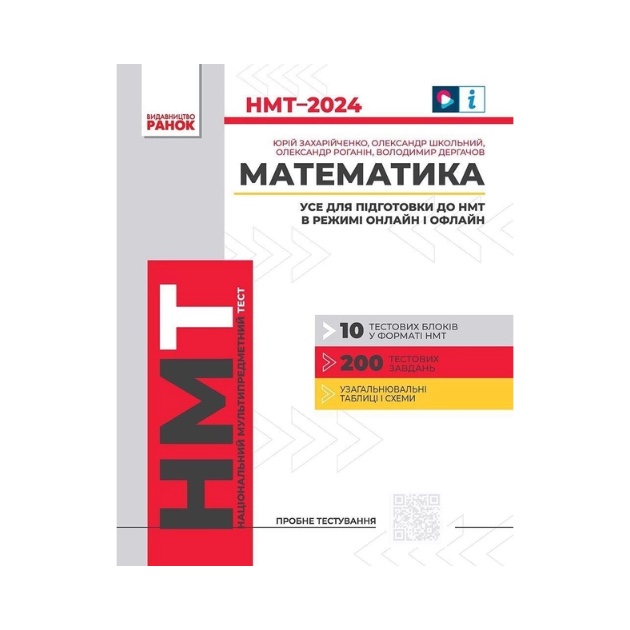 ВИДАВНИЦТВО
РАНОК
НМТ–2024
i
ЮРІЙ ЗАХАРІЙЧЕНКО, ОЛЕКСАНДР ШКОЛЬНИЙ,
ОЛЕКСАНДР РОГАНІН, ВОЛОДИМИР ДЕРГАЧОВ
МАТЕМАТИКА
УСЕ ДЛЯ ПІДГОТОВКИ ДО НМТ
В РЕЖИМІ ОНЛАЙН І ОФЛАЙН
10 ТЕСТОВИХ БЛОКІВ
У ФОРМАТІ НМТ
200 ТЕСТОВИХ
ЗАВДАНЬ
УЗАГАЛЬНЮВАЛЬНІ
ТАБЛИЦІ І СХЕМИ
НМТ
НАЦІОНАЛЬНИЙ МУЛЬТИПРЕДМЕТНИЙ ТЕСТ
ПРОБНЕ ТЕСТУВАННЯ